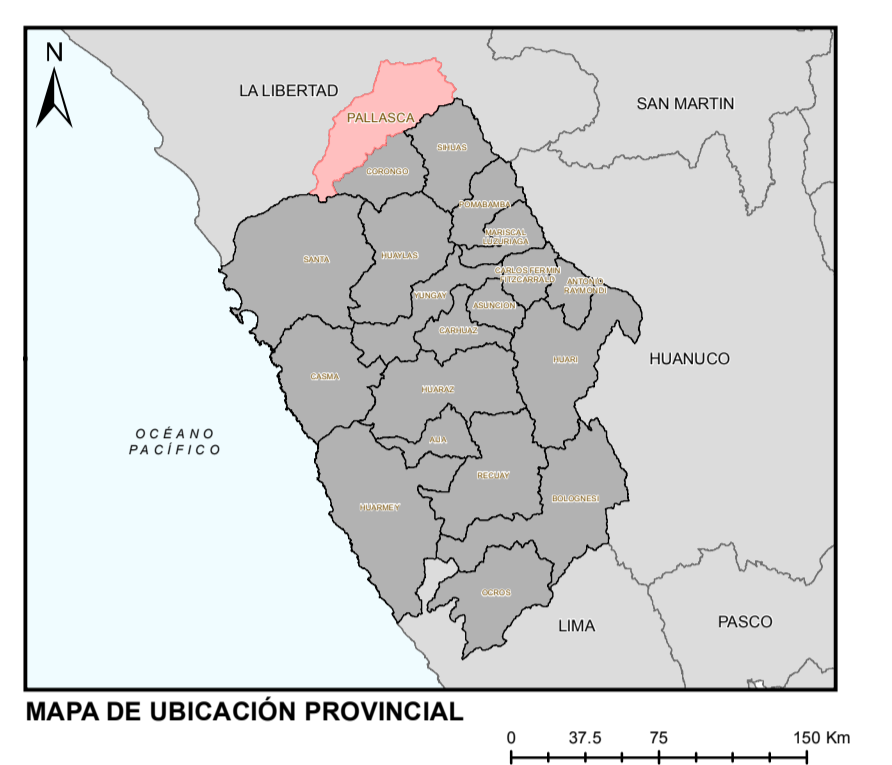 N
LA LIBERTAD
SAN MARTIN
PALLASCA
SIHUAS
CORONGO
POMABAMBA
MARISCAL
LUZURIAGA
SANTA
HUAYLAS
CARLOS FERMIN
FITZCARRALD
ANTONIO
RAYMONDI
YUNGAY
ASUNCION
CARHUAZ
HUARI
HUANUCO
CASMA
HUARAZ
OCÉANO
PACÍFICO
AIJA
RECUAY
BOLOGNESI
HUARMEY
OCROS
LIMA
PASCO
MAPA DE UBICACIÓN PROVINCIAL
0 37.5 75 150 Km